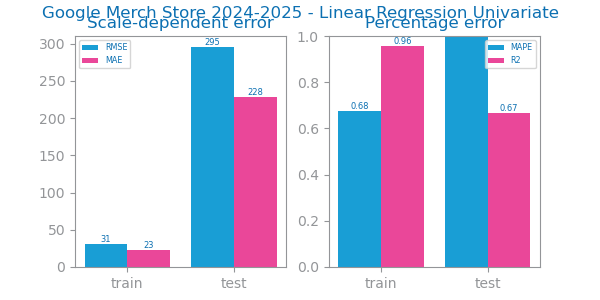 Google Merch Store 2024-2025 - Linear Regression Univariate
Scale-dependent error
300
250
200
150
100
50
0
RMSE
MAE
31
23
295
228
train
test
Percentage error
1.0
0.8
0.6
0.4
0.2
0.0
MAPE
R2
0.68
0.96
0.67
train
test